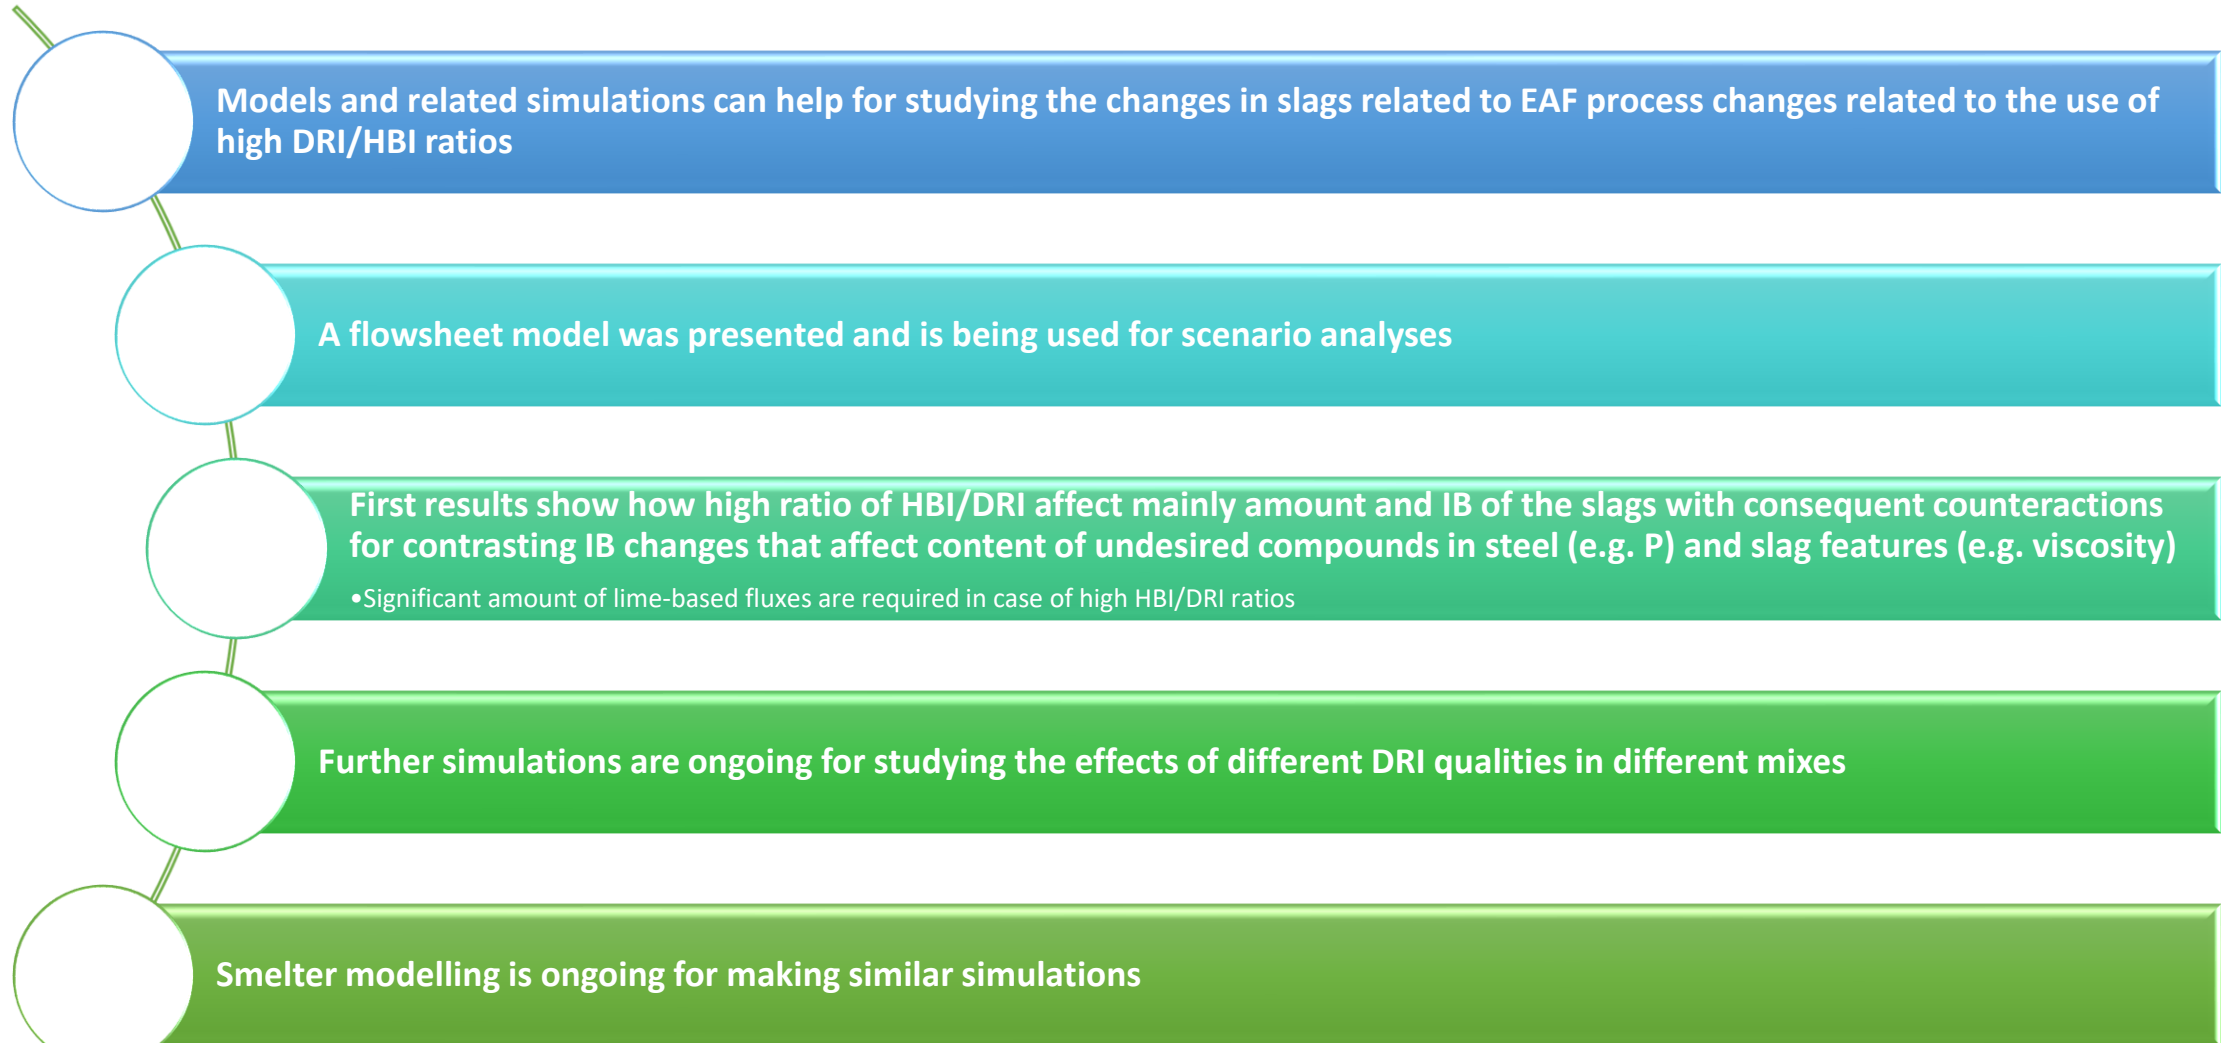 Models and related simulations can help for studying the changes in slags related to EAF process changes related to the use of
high DRI/HBI ratios
A flowsheet model was presented and is being used for scenario analyses
First results show how high ratio of HBI/DRI affect mainly amount and IB of the slags with consequent counteractions
for contrasting IB changes that affect content of undesired compounds in steel (e.g. P) and slag features (e.g. viscosity)
•Significant amount of lime-based fluxes are required in case of high HBI/DRI ratios
Further simulations are ongoing for studying the effects of different DRI qualities in different mixes
Smelter modelling is ongoing for making similar simulations